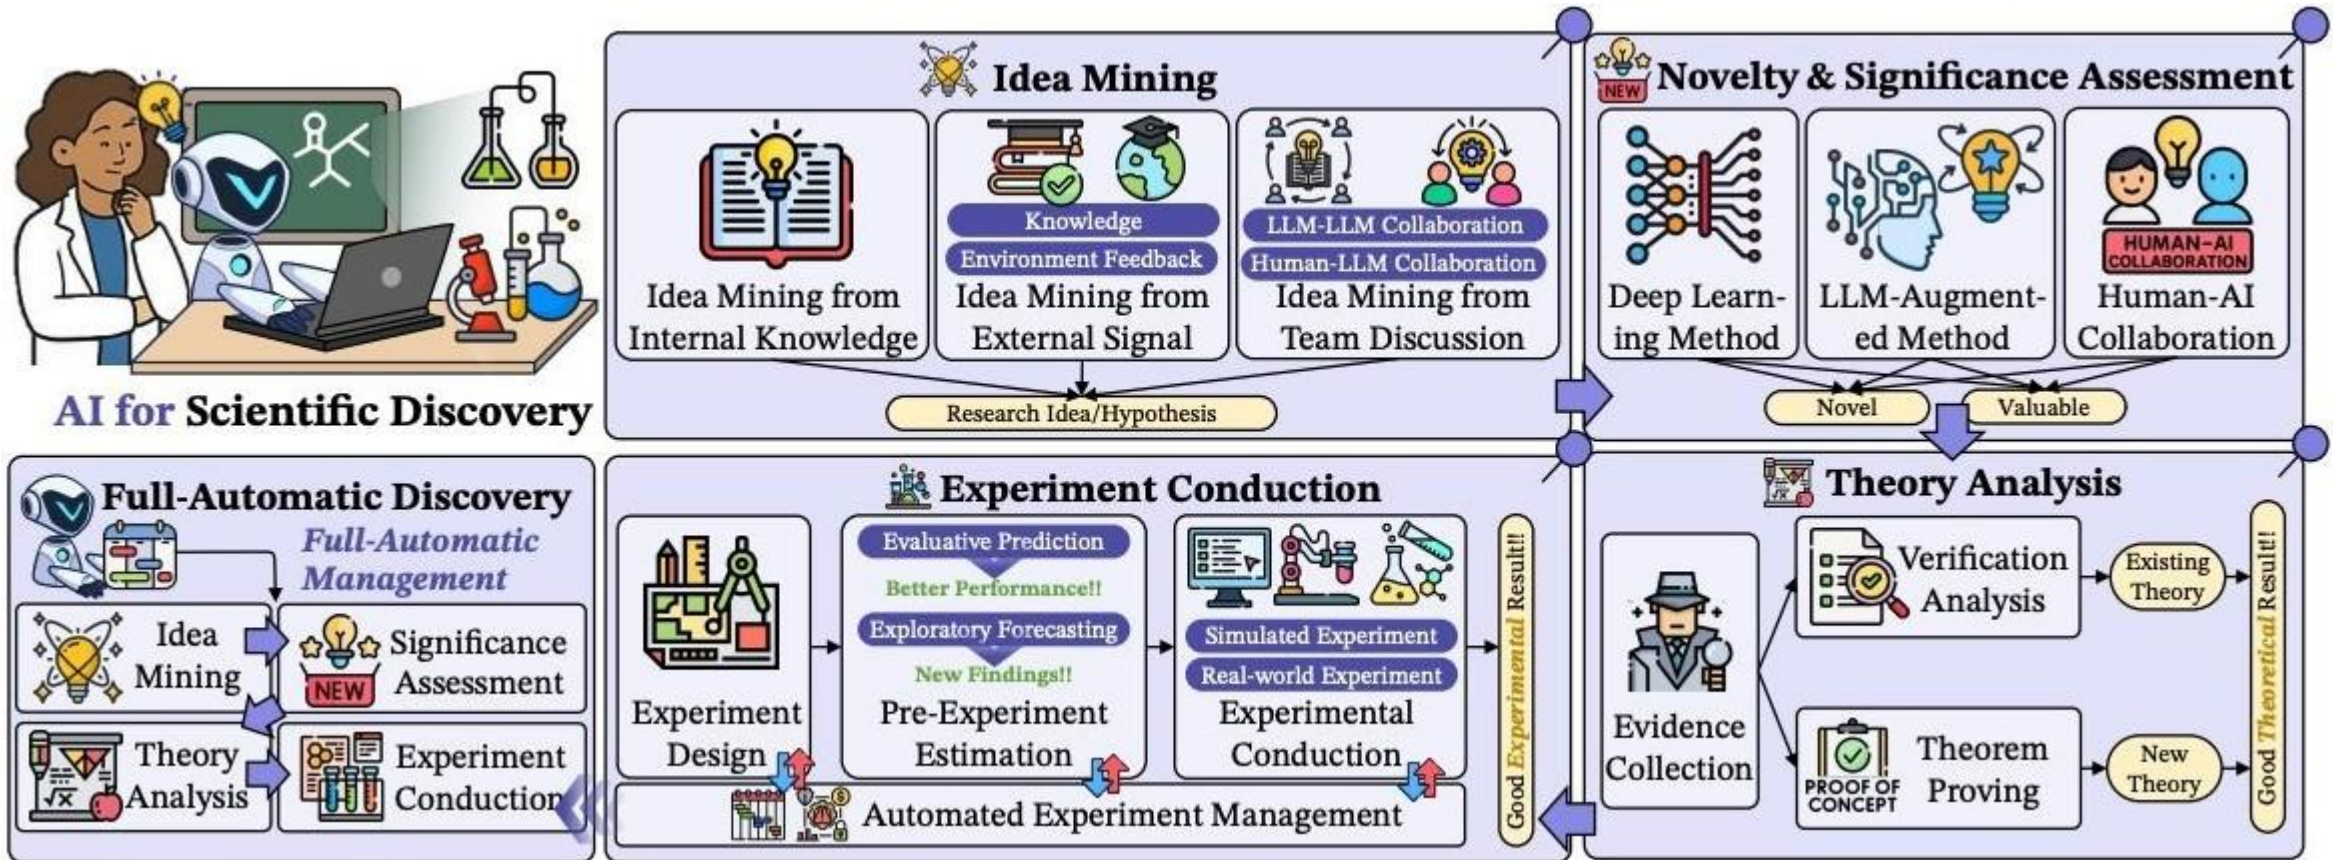 AI for Scientific Discovery
Idea Mining
Idea Mining from
Internal Knowledge
Knowledge
Environment Feedback
Idea Mining from
External Signal
LLM-LLM Collaboration
Human-LLM Collaboration
Idea Mining from
Team Discussion
Research Idea/Hypothesis
NEW
Novelty & Significance Assessment
Deep Learn-
ing Method
LLM-Augment-
ed Method
HUMAN-AI
COLLABORATION
Human-AI
Collaboration
Novel
Valuable
Full-Automatic Discovery
Full-Automatic
Management
Idea
Mining
NEW
Significance
Assessment
√x
Theory
Analysis
Experiment
Conduction
Experiment Conduction
Experiment
Design
Evaluative Prediction
Better Performance!!
Exploratory Forecasting
New Findings!!
Pre-Experiment
Estimation
Simulated Experiment
Real-world Experiment
Experimental
Conduction
Automated Experiment Management
Good Experimental Result!!
√x
Theory Analysis
Evidence
Collection
Verification
Analysis
Existing
Theory
PROOF OF
CONCEPT
Theorem
Proving
New
Theory
Good Theoretical Result!!